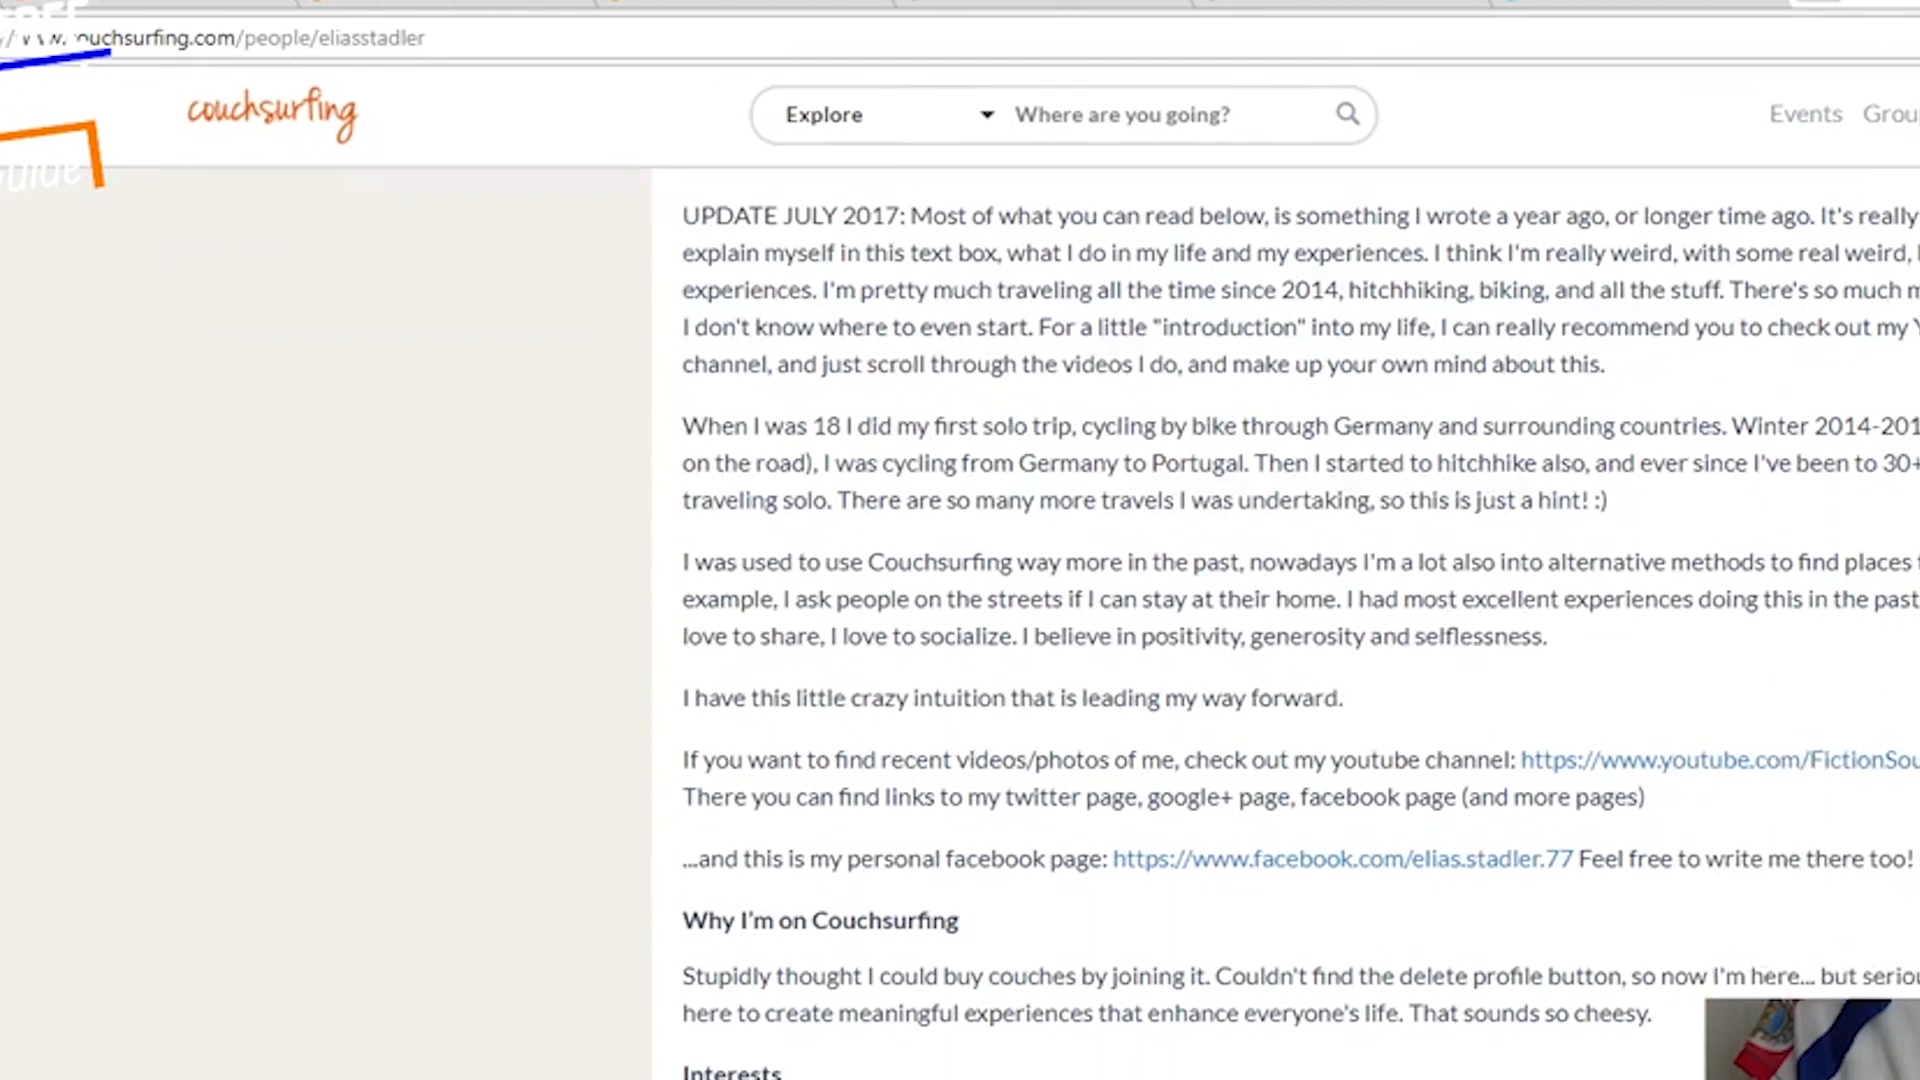 www.couchsurfing.com/people/eliasstadler
couchsurfing
Explore
Where are you going?
Events
UPDATE JULY 2017: Most of what you can read below, is something I wrote a year ago, or longer time ago. It's really
explain myself in this text box, what I do in my life and my experiences. I think I'm really weird, with some real weird,
experiences. I'm pretty much traveling all the time since 2014, hitchhiking, biking, and all the stuff. There's so much
I don't know where to even start. For a little "introduction" into my life, I can really recommend you to check out my
channel, and just scroll through the videos I do, and make up your own mind about this.
When I was 18 I did my first solo trip, cycling by bike through Germany and surrounding countries. Winter 2014-201
on the road), I was cycling from Germany to Portugal. Then I started to hitchhike also, and ever since I've been to 30+
traveling solo. There are so many more travels I was undertaking, so this is just a hint! :)
I was used to use Couchsurfing way more in the past, nowadays I'm a lot also into alternative methods to find places
example, I ask people on the streets if I can stay at their home. I had most excellent experiences doing this in the past
love to share, I love to socialize. I believe in positivity, generosity and selflessness.
I have this little crazy intuition that is leading my way forward.
If you want to find recent videos/photos of me, check out my youtube channel: https://www.youtube.com/FictionSou
There you can find links to my twitter page, google+ page, facebook page (and more pages)
...and this is my personal facebook page: https://www.facebook.com/elias.stadler.77 Feel free to write me there too!
Why I'm on Couchsurfing
Stupidly thought I could buy couches by joining it. Couldn't find the delete profile button, so now I'm here... but seriou
here to create meaningful experiences that enhance everyone's life. That sounds so cheesy.
Interests